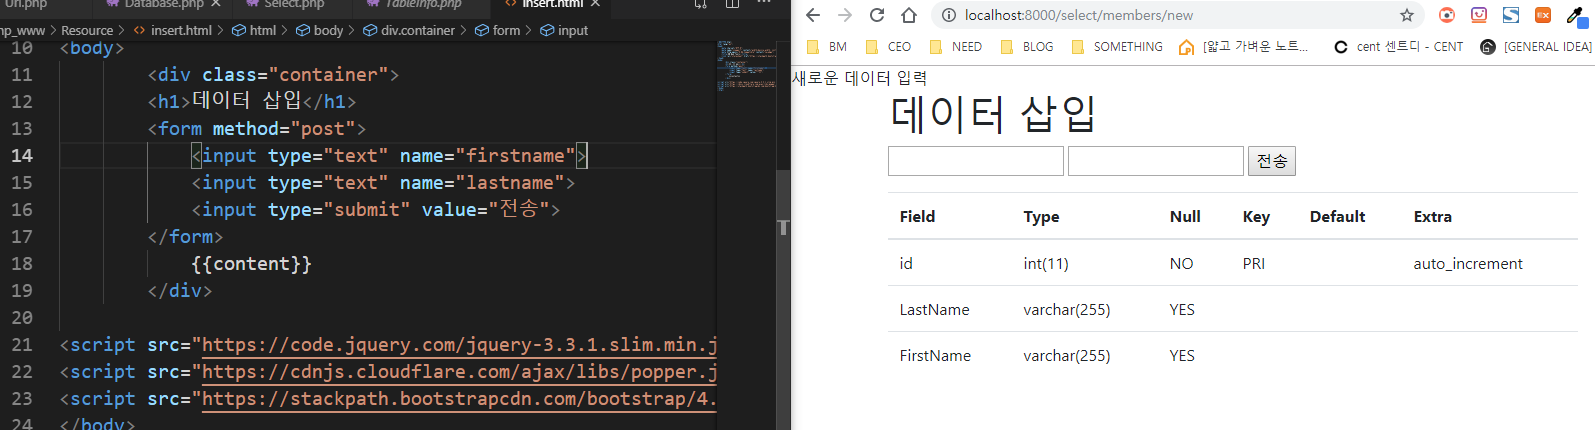 Uri.php Database.php Select.php TableInfo.php insert.html
np_www > Resource > insert.html > html > body > div.container > form > input
10 <body>
11 <div class="container">
12 <h1>데이터 삽입</h1>
13 <form method="post">
14 <input type="text" name="firstname">
15 <input type="text" name="lastname">
16 <input type="submit" value="전송">
17 </form>
18 {{content}}
19 </div>
20
21 <script src="https://code.jquery.com/jquery-3.3.1.slim.min.j
22 <script src="https://cdnjs.cloudflare.com/ajax/libs/popper.j
23 <script src="https://stackpath.bootstrapcdn.com/bootstrap/4.
24 </body>
localhost:8000/select/members/new
BM CEO NEED BLOG SOMETHING [얇고 가벼운 노트... cent 센트디 - CENT [GENERAL IDEA]
새로운 데이터 입력
데이터 삽입
전송
Field Type Null Key Default Extra
id int(11) NO PRI auto_increment
LastName varchar(255) YES
FirstName varchar(255) YES